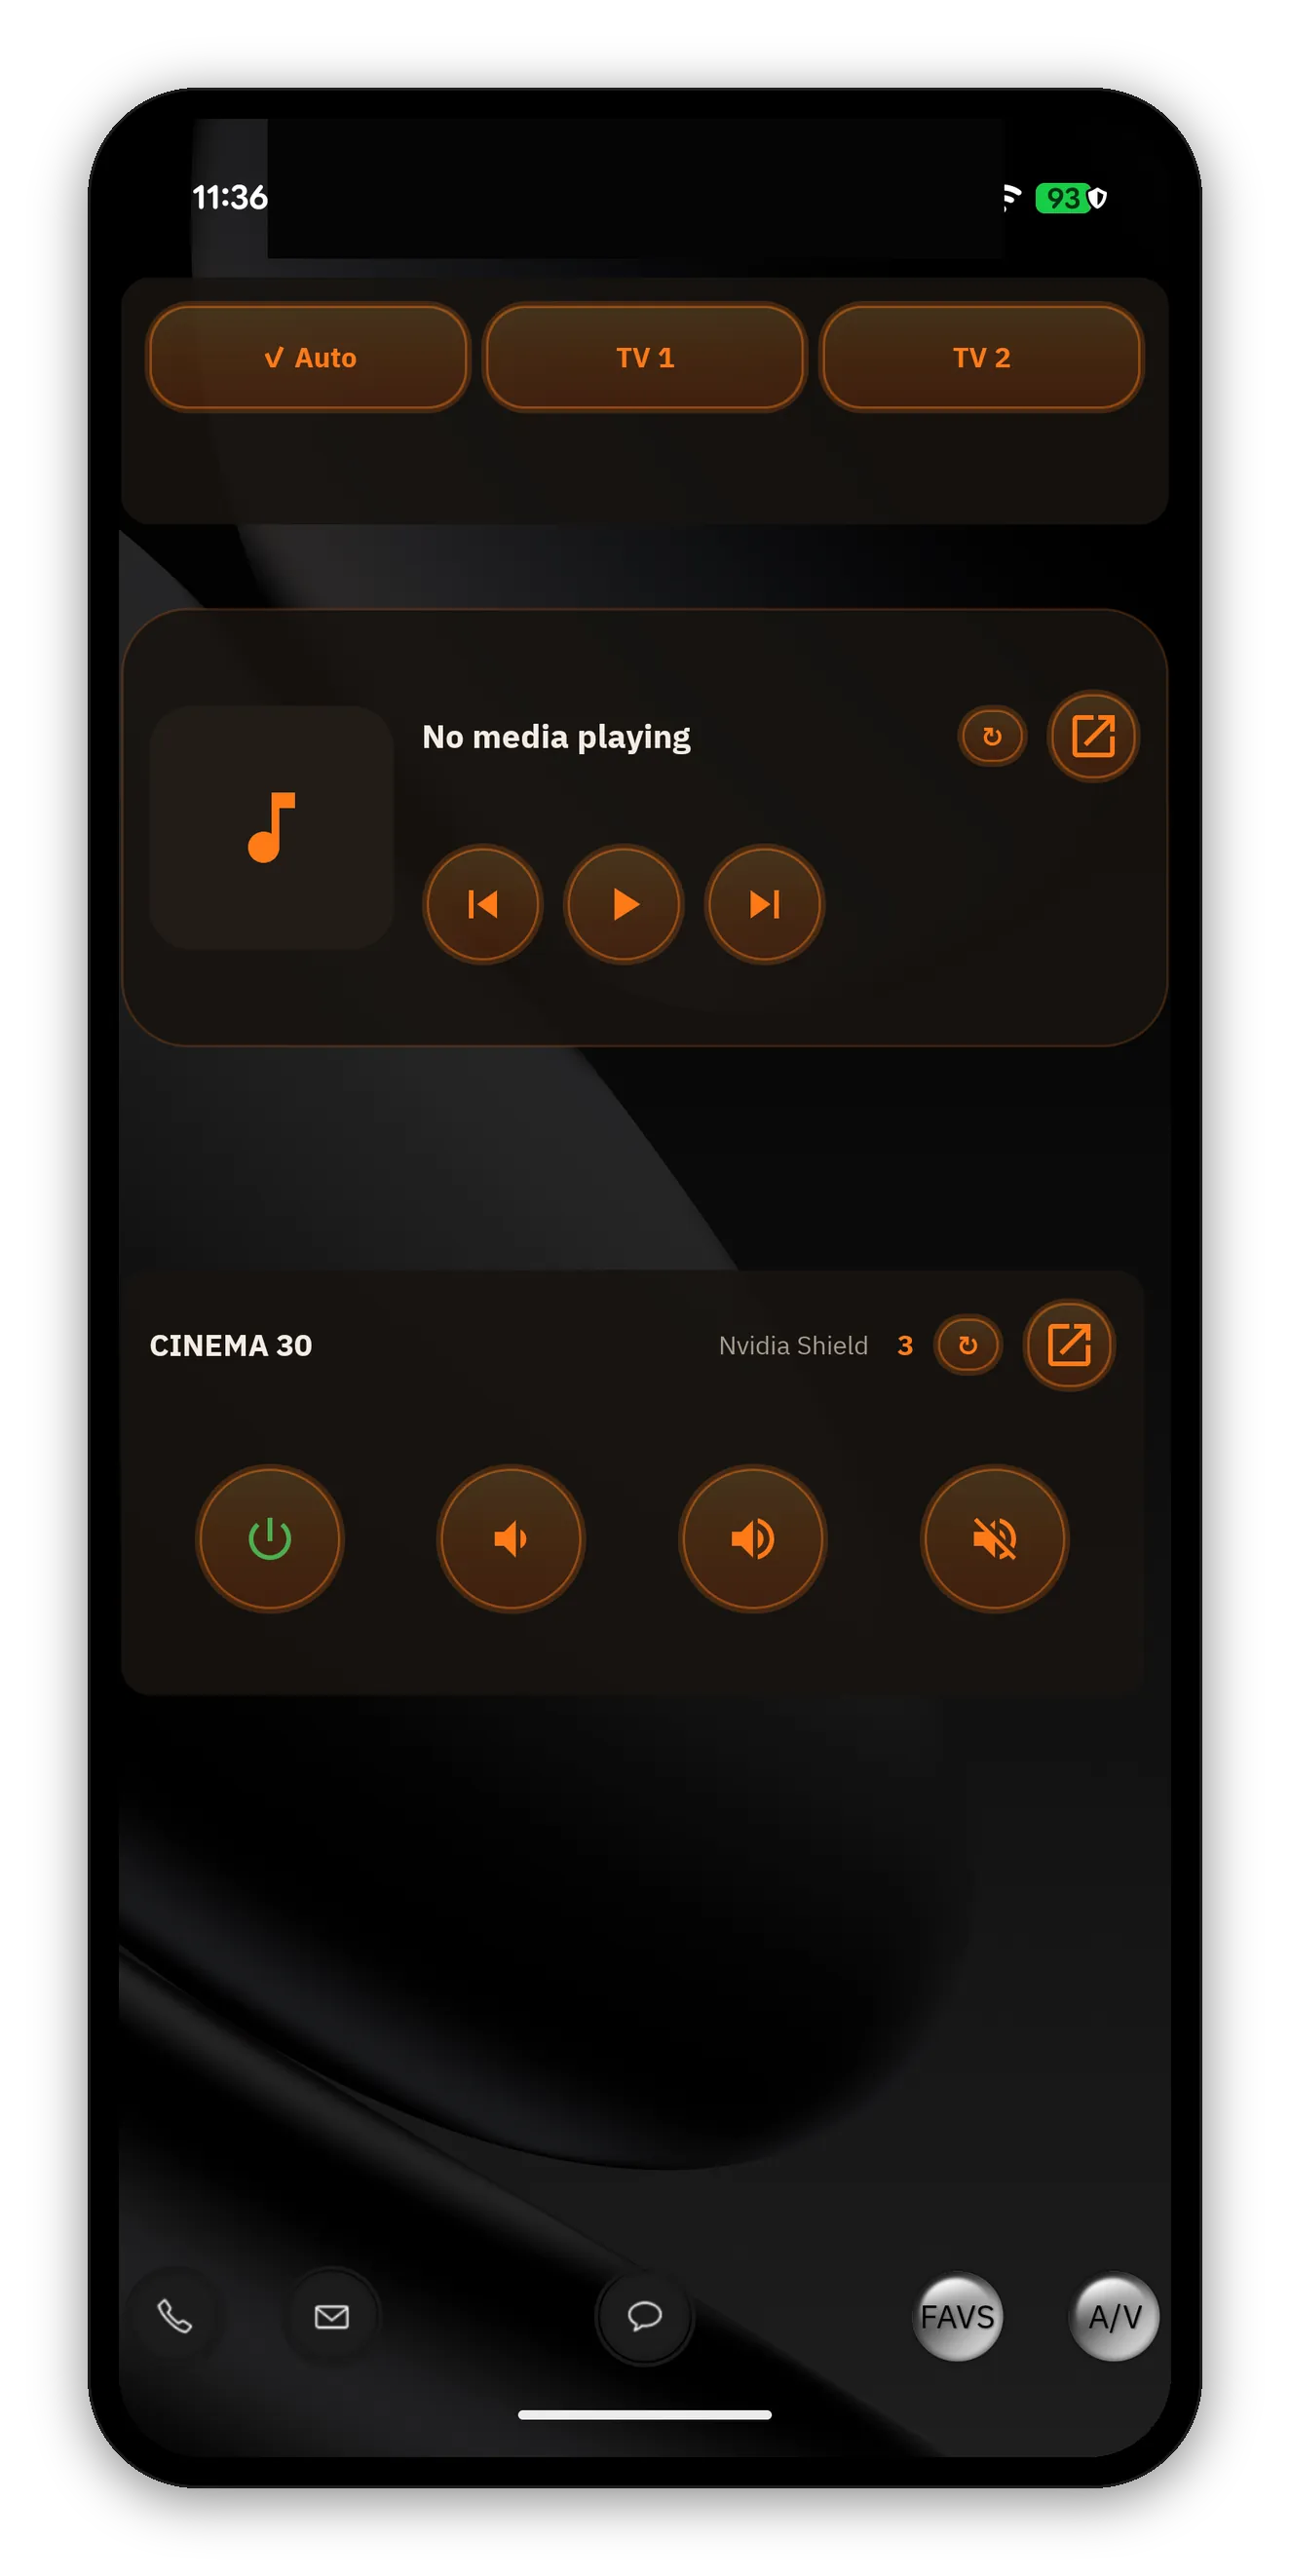 11:36
93
✓ Auto
TV 1
TV 2
No media playing
CINEMA 30
Nvidia Shield 3
FAVS
A/V